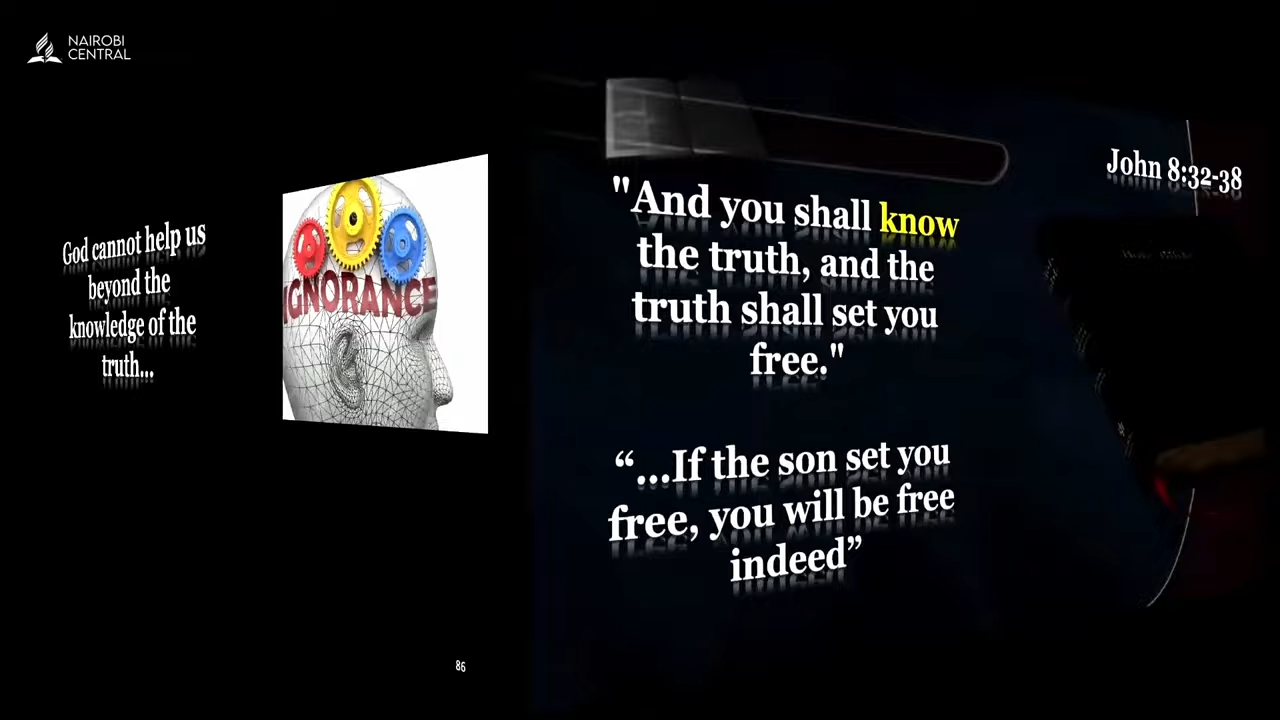 NAIROBI
CENTRAL
God cannot help us
beyond the
knowledge of the
truth...
IGNORANCE
86
John 8:32-38
"And you shall know
the truth, and the
truth shall set you
free."
“...If the son set you
free, you will be free
indeed”